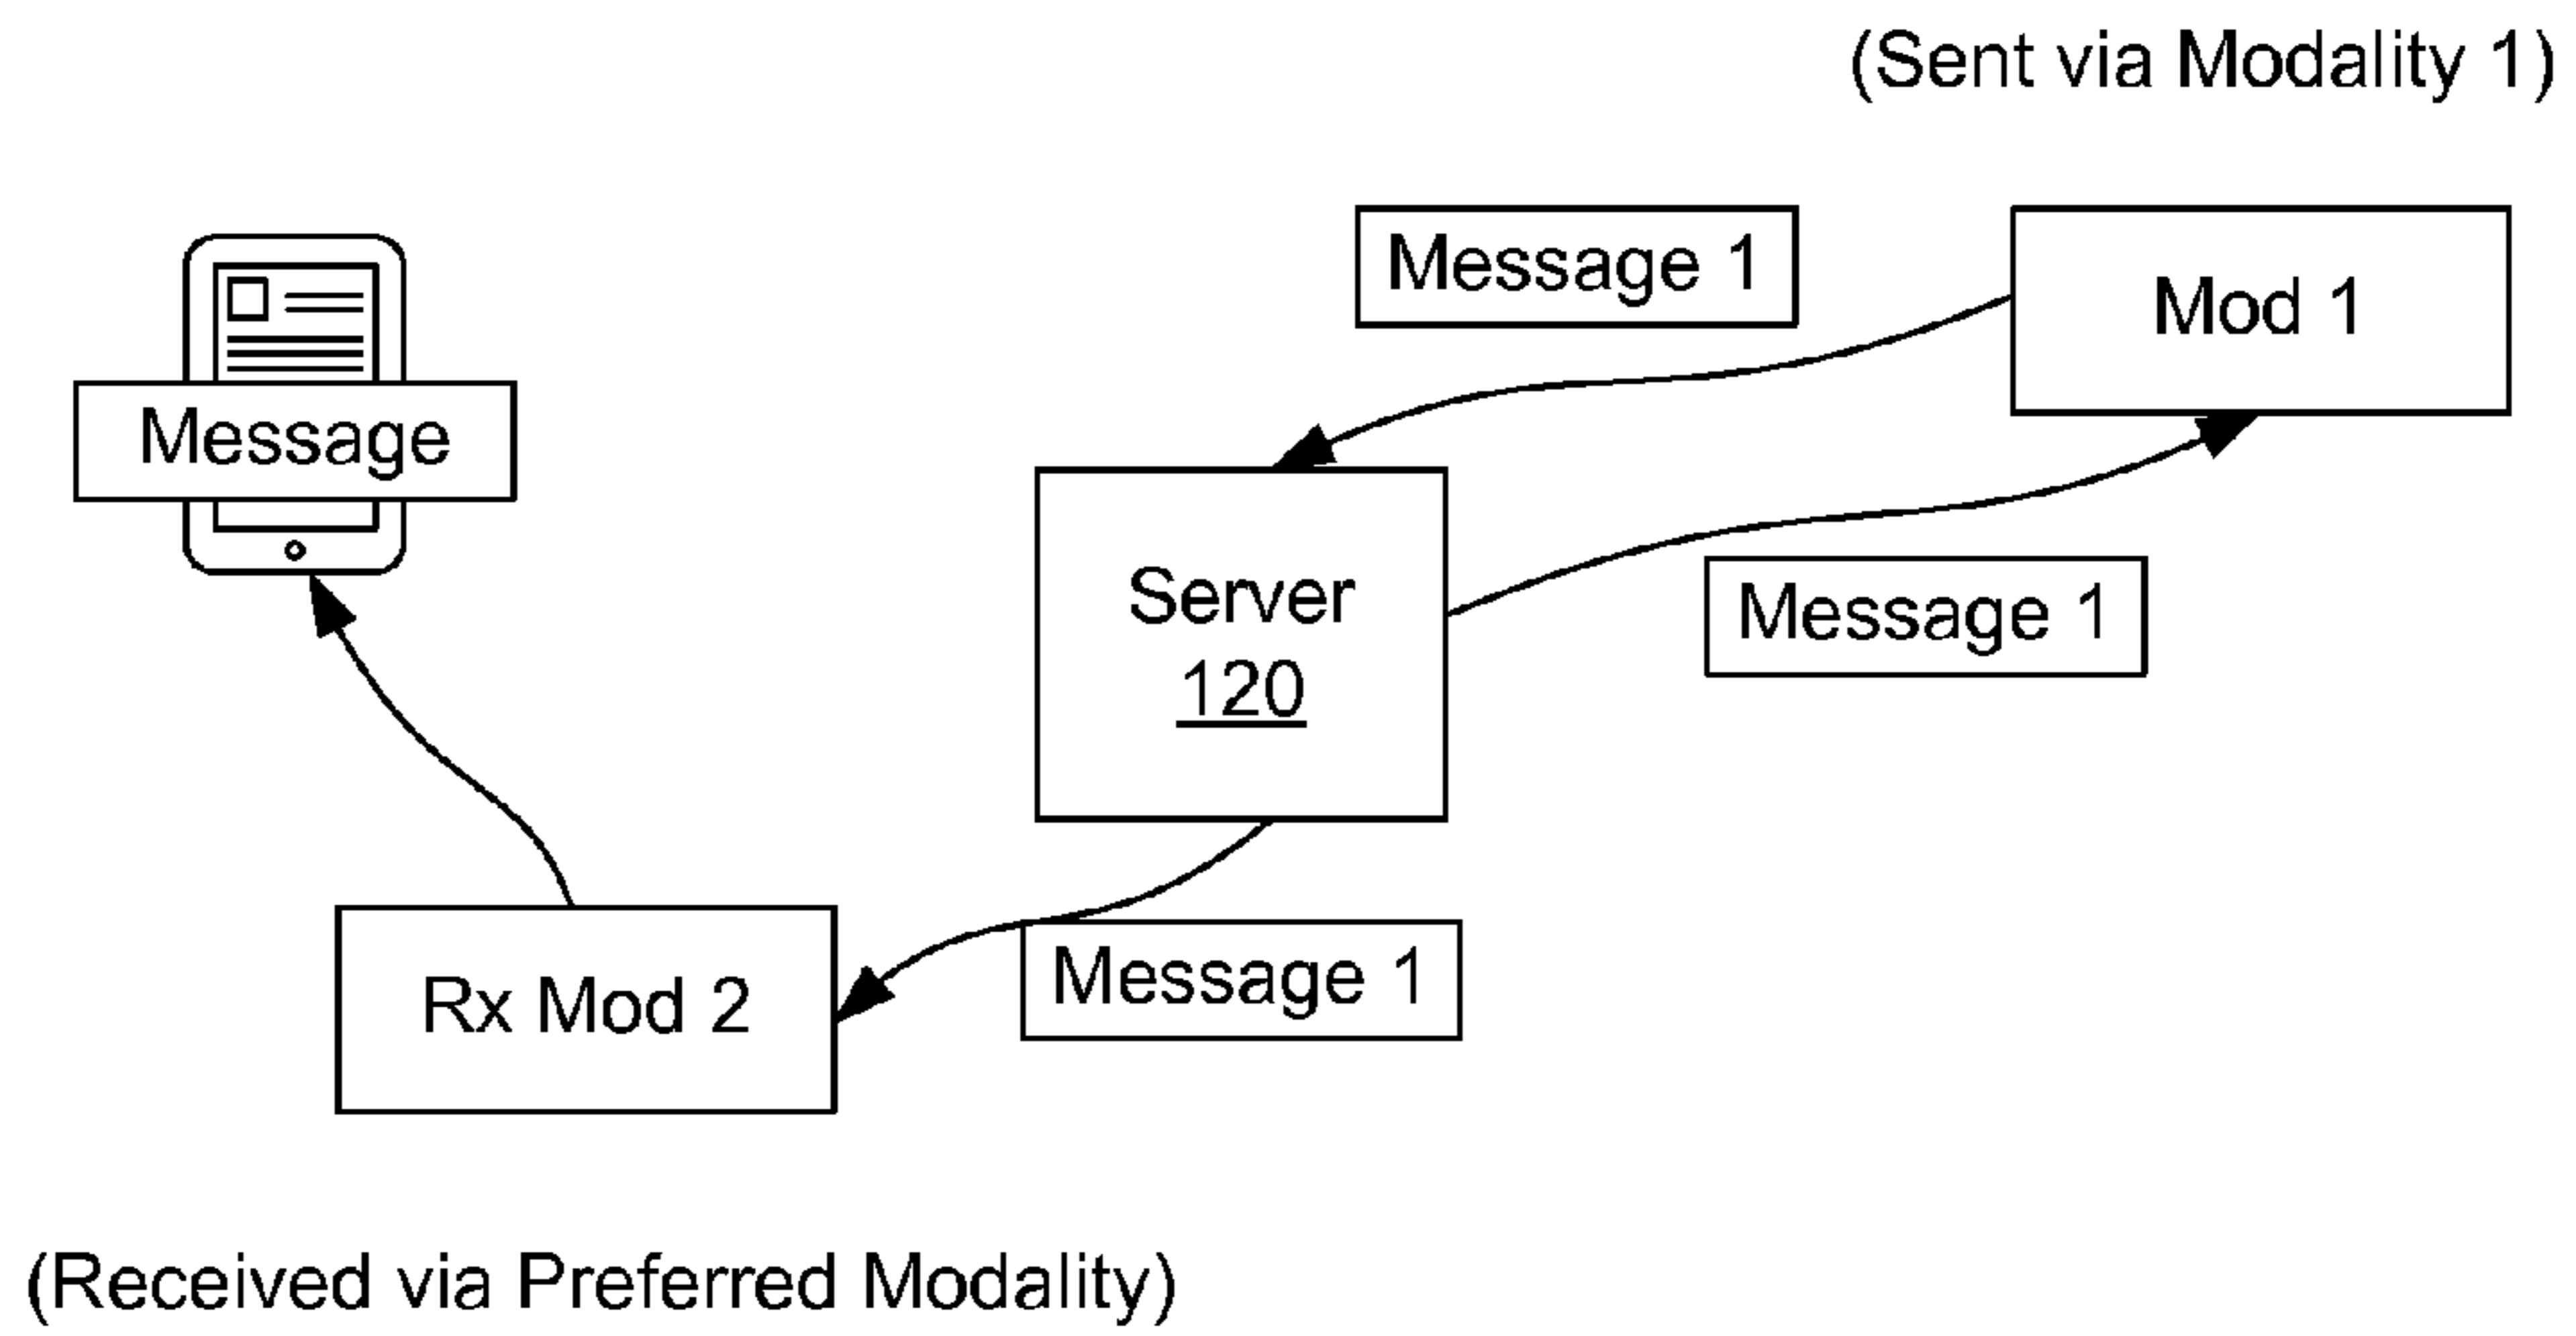 (Sent via Modality 1)
Message 1
Mod 1
Message
Server
120
Message 1
Message 1
Rx Mod 2
(Received via Preferred Modality)